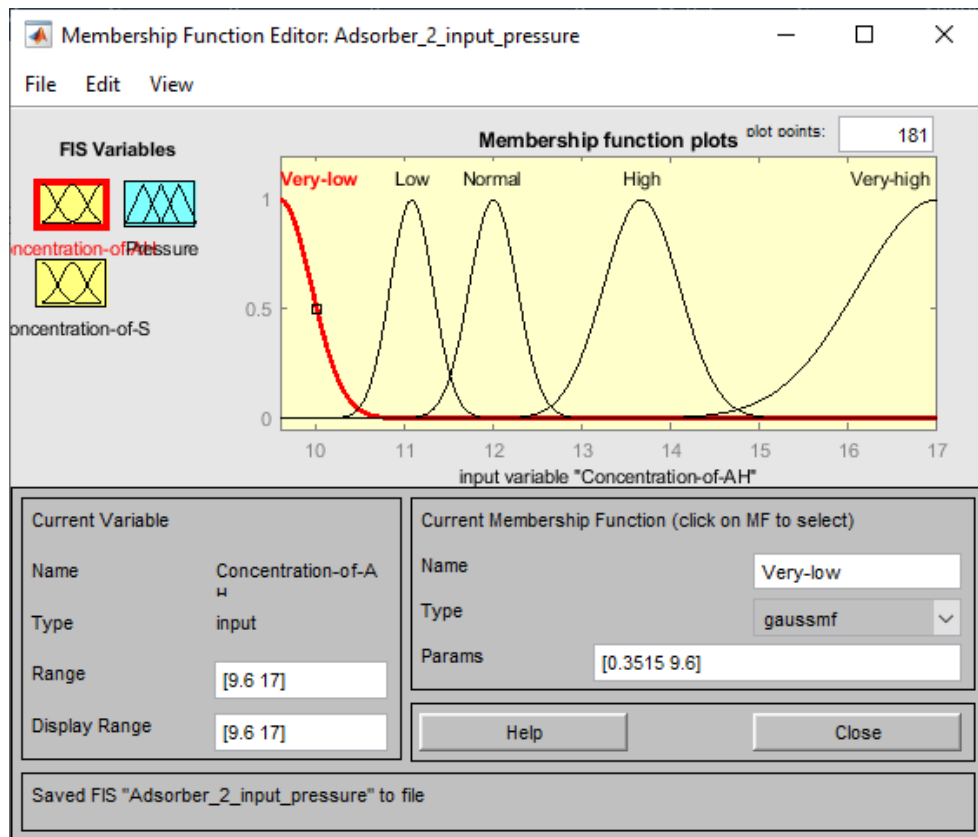 Membership Function Editor: Adsorber_2_input_pressure
File Edit View
FIS Variables
Membership function plots
plot points:
181
Very-low Low Normal High Very-high
1
0.5
0
10 11 12 13 14 15 16 17
input variable "Concentration-of-AH"
oncentration-of-AH
Pressure
oncentration-of-S
Current Variable
Name Concentration-of-A
H
Type input
Range [9.6 17]
Display Range [9.6 17]
Current Membership Function (click on MF to select)
Name Very-low
Type gaussmf
Params [0.3515 9.6]
Help Close
Saved FIS "Adsorber_2_input_pressure" to file